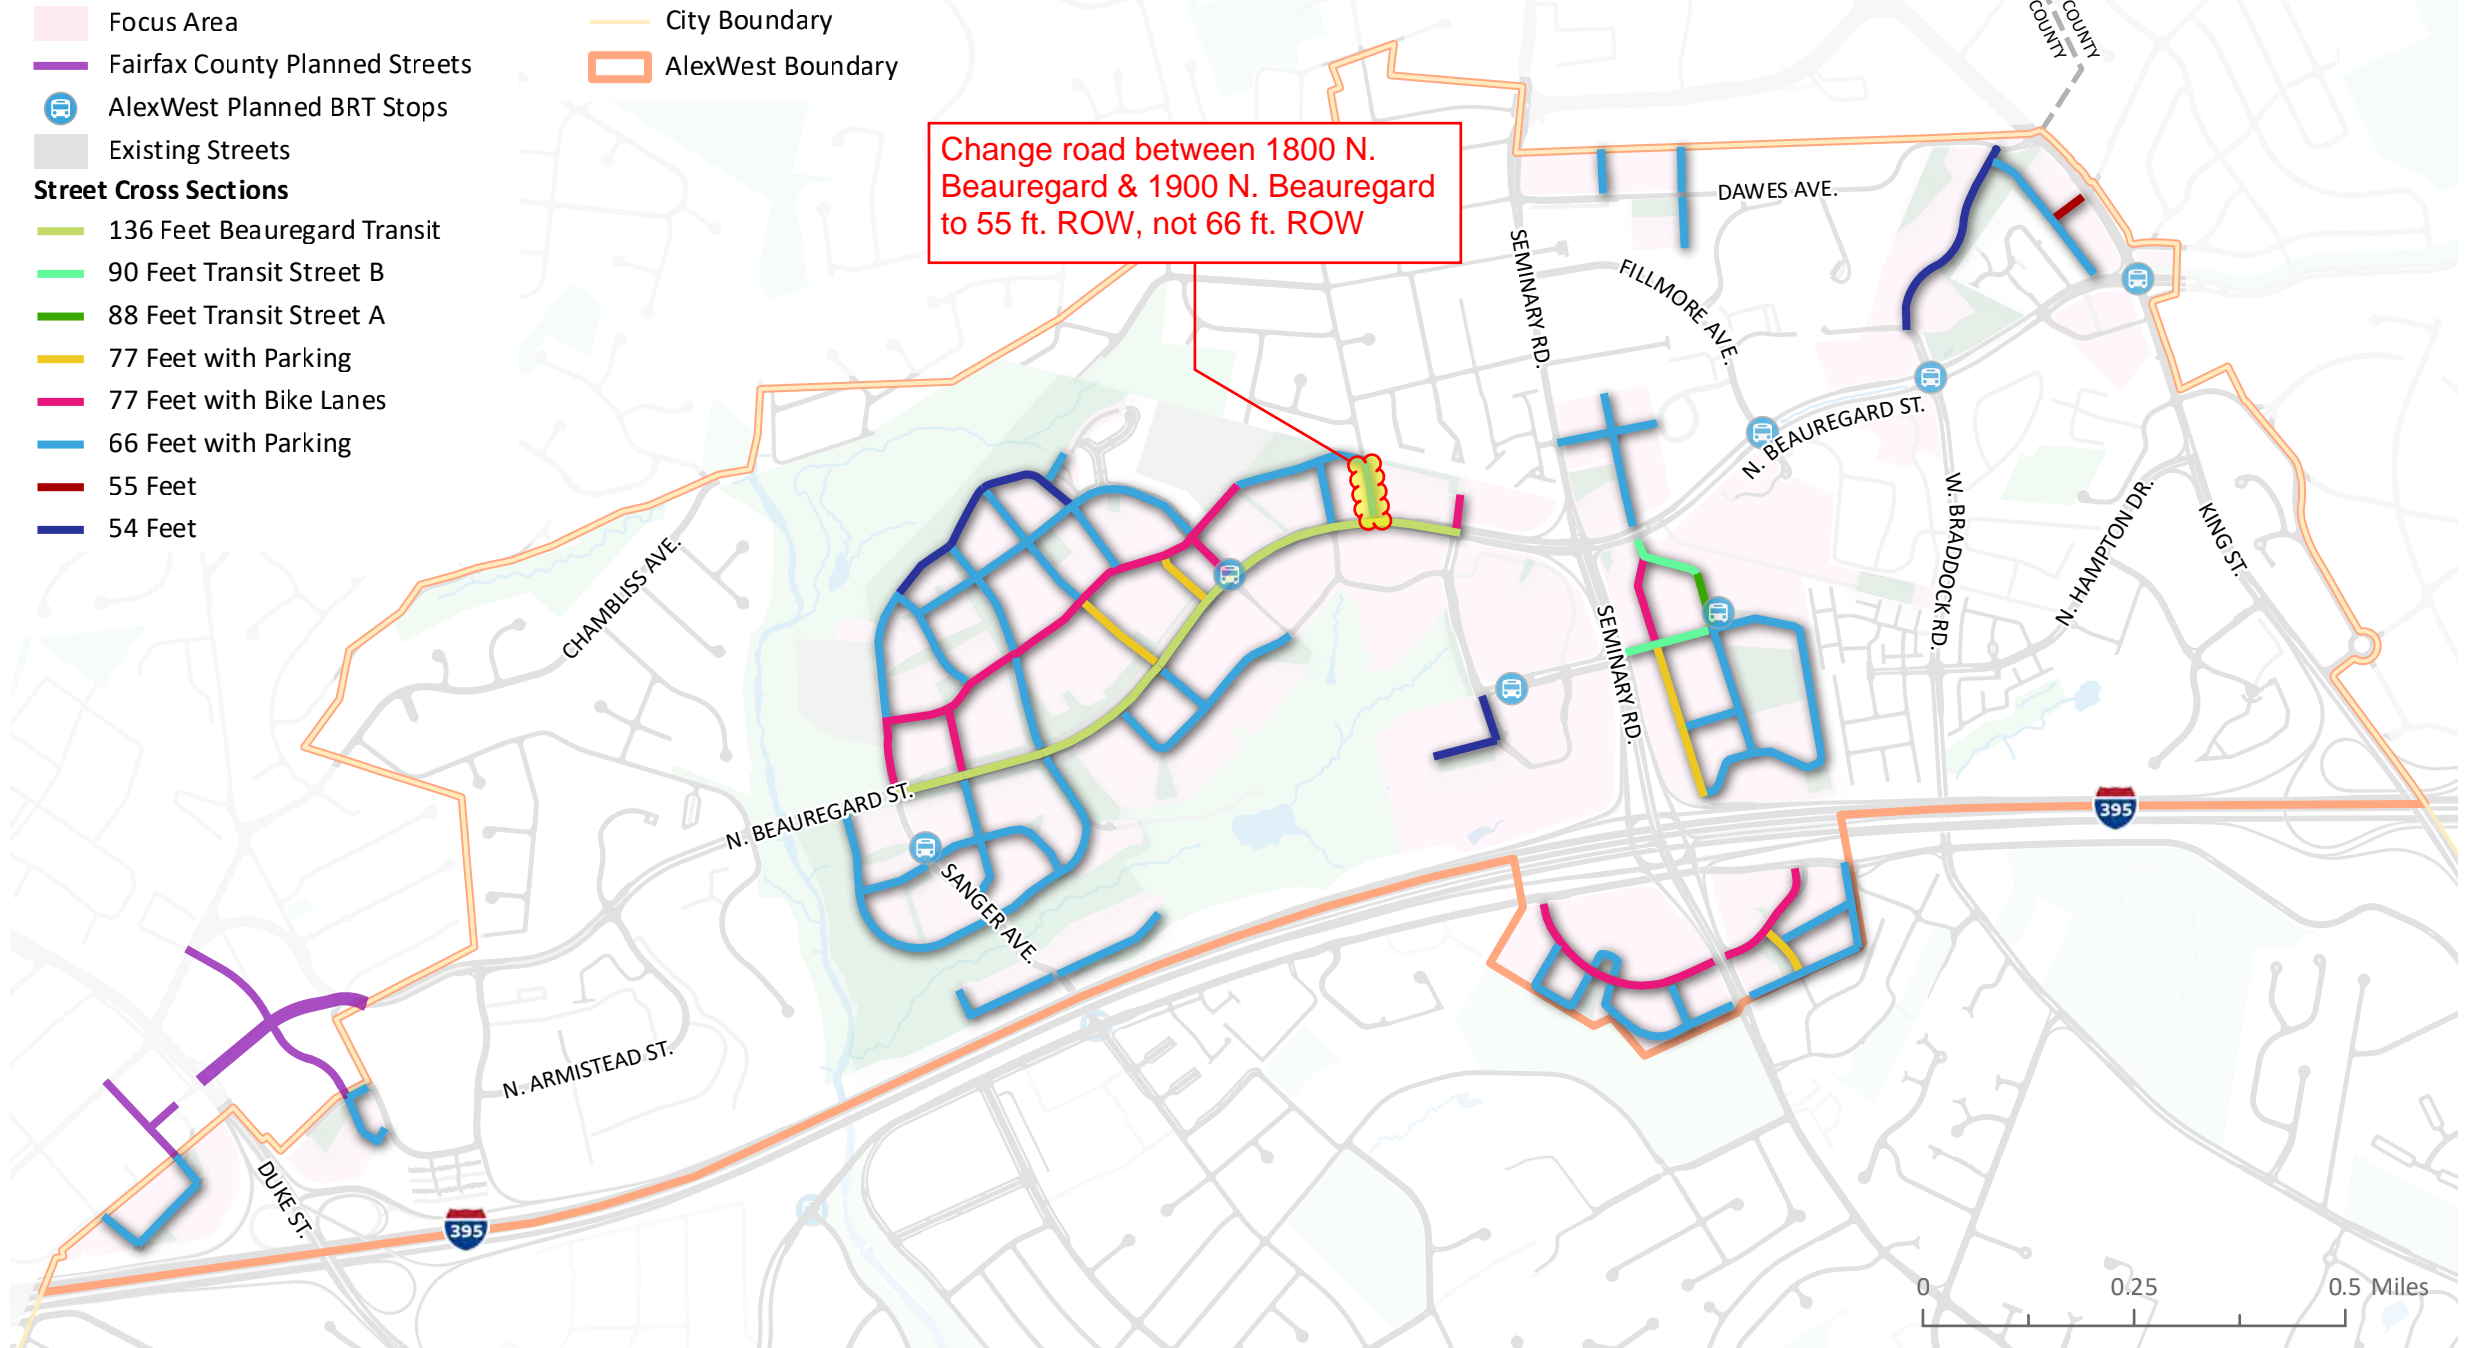 Focus Area
Fairfax County Planned Streets
AlexWest Planned BRT Stops
Existing Streets
Street Cross Sections
136 Feet Beauregard Transit
90 Feet Transit Street B
88 Feet Transit Street A
77 Feet with Parking
77 Feet with Bike Lanes
66 Feet with Parking
55 Feet
54 Feet
City Boundary
AlexWest Boundary
Change road between 1800 N.
Beauregard & 1900 N. Beauregard
to 55 ft. ROW, not 66 ft. ROW
COUNTY
COUNTY
DAWES AVE.
SEMINARY RD.
FILLMORE AVE.
N. BEAUREGARD ST.
W. BRADDOCK RD.
N. HAMPTON DR.
KING ST.
CHAMBLISS AVE.
SEMINARY RD.
N. BEAUREGARD ST.
SANGER AVE.
395
N. ARMISTEAD ST.
DUKE ST.
395
0 0.25 0.5 Miles